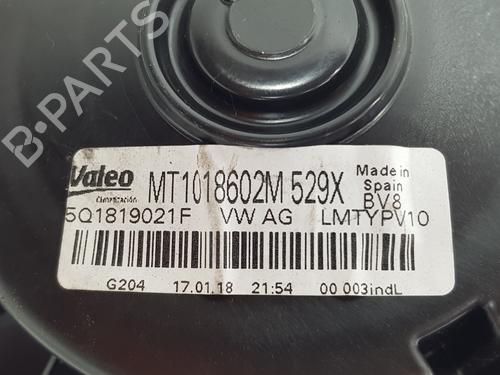 B-PARTS
Valeo
Climatización
MT1018602M 529X
Made in
Spain
BV8
5Q1819021F VW AG LMTYPV10
G204 17.01.18 21:54 00 003indL